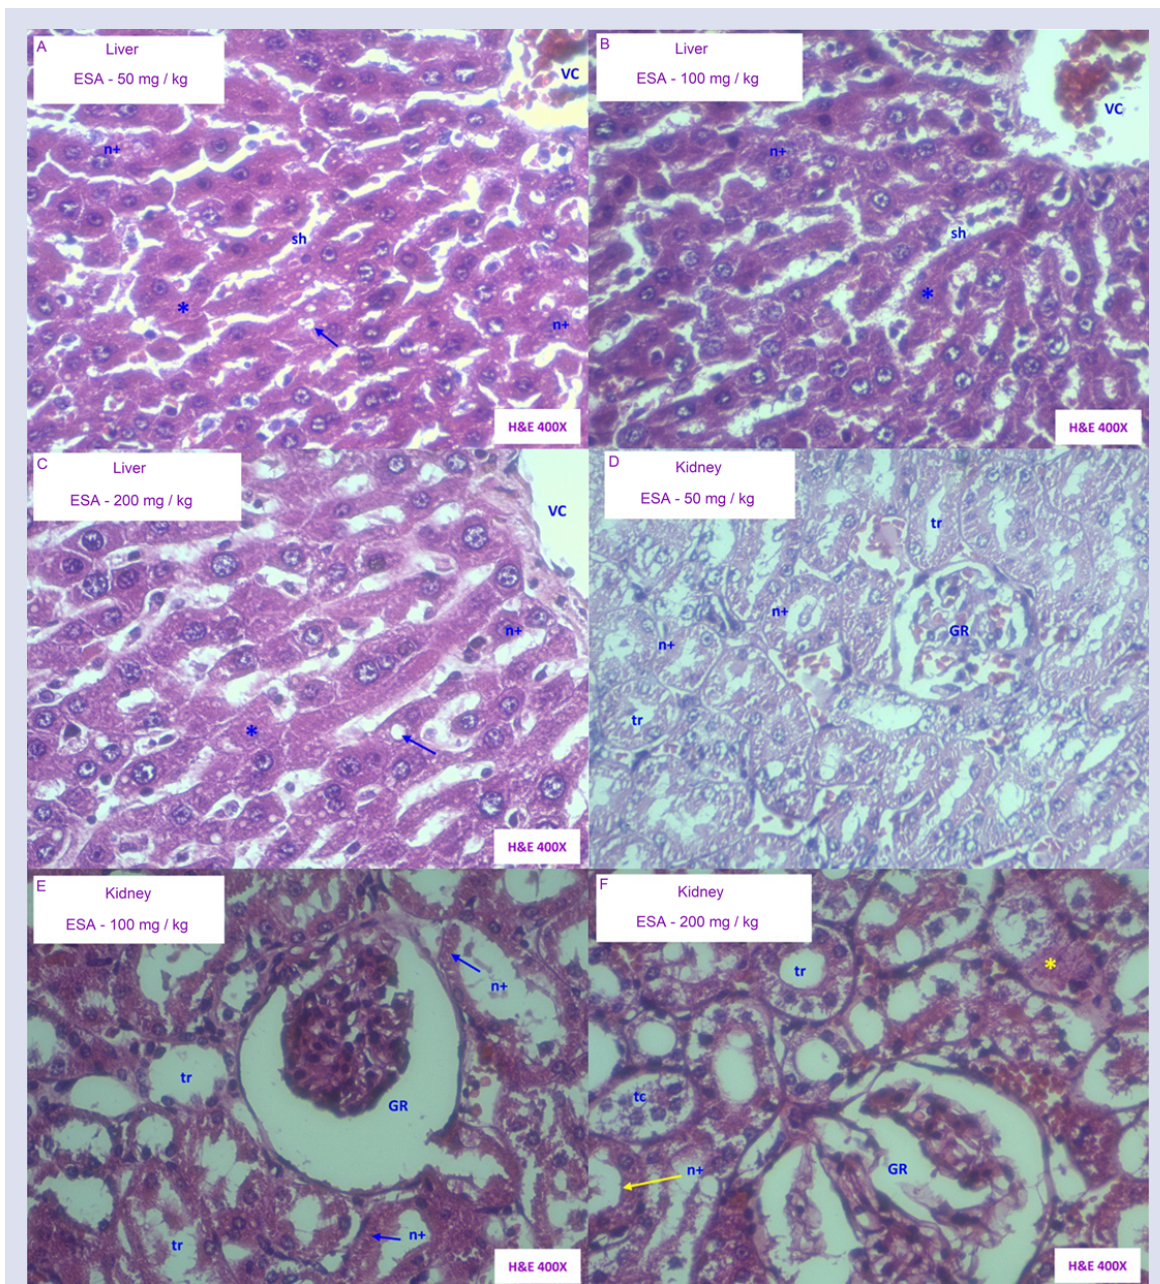 A
Liver
ESA - 50 mg / kg
VC
n+
sh
*
n+
H&E 400X
B
Liver
ESA - 100 mg / kg
VC
n+
sh
*
H&E 400X
C
Liver
ESA - 200 mg / kg
VC
n+
*
H&E 400X
D
Kidney
ESA - 50 mg / kg
tr
n+
n+
GR
tr
E
Kidney
ESA - 100 mg / kg
n+
tr
GR
tr
n+
H&E 400X
F
Kidney
ESA - 200 mg / kg
*
tr
tc
n+
GR
H&E 400X